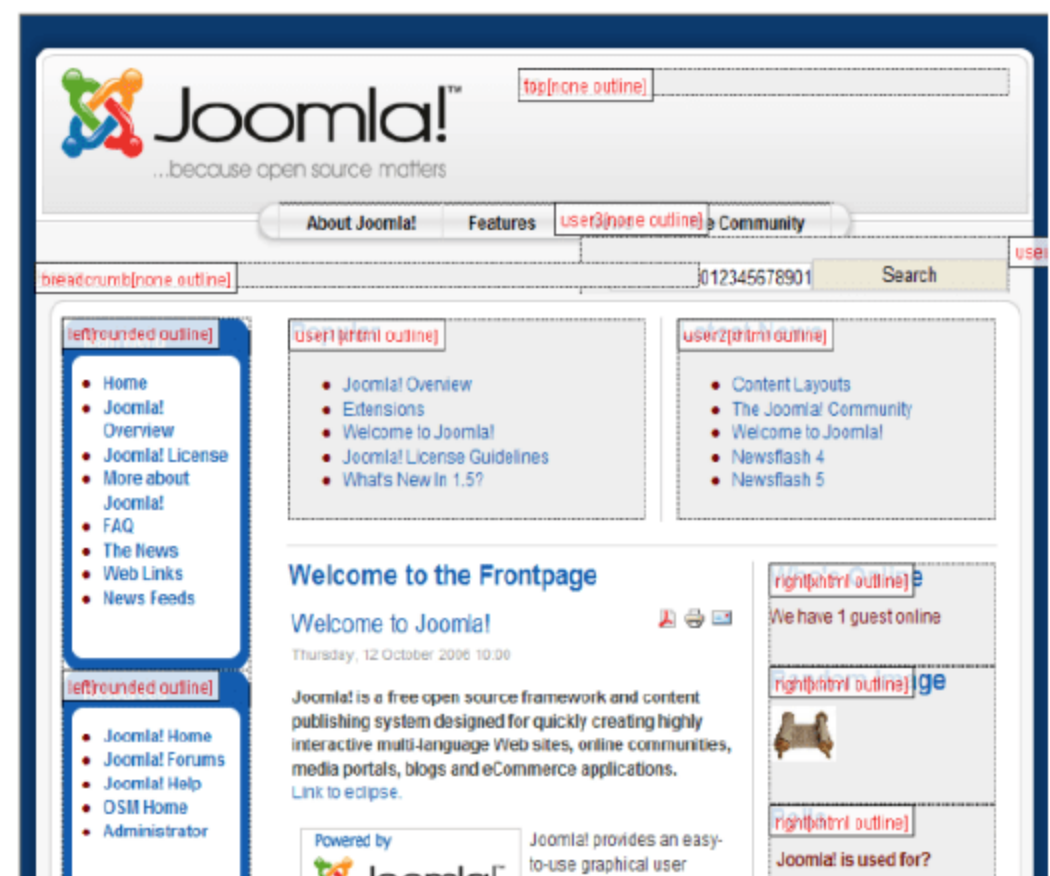 top[none outline]
Joomla!™
...because open source matters
About Joomla! Features user3[none outline] e Community
user
breadcrumb[none outline] 012345678901 Search
left[rounded outline]
Home
Joomla!
Overview
Joomla! License
More about
Joomla!
FAQ
The News
Web Links
News Feeds
user1[xhtml outline]
Joomla! Overview
Extensions
Welcome to Joomla!
Joomla! License Guidelines
What's New In 1.5?
user2[xhtml outline]
Content Layouts
The Joomla! Community
Welcome to Joomla!
Newsflash 4
Newsflash 5
left[rounded outline]
Joomla! Home
Joomla! Forums
Joomla! Help
OSM Home
Administrator
Welcome to the Frontpage
Welcome to Joomla!
Thursday, 12 October 2006 10:00
Joomla! is a free open source framework and content
publishing system designed for quickly creating highly
interactive multi-language Web sites, online communities,
media portals, blogs and eCommerce applications.
Link to eclipse.
Powered by
Joomla!
Joomla! provides an easy-
to-use graphical user
right[xhtml outline]
Who's Online
We have 1 guest online
right[xhtml outline]
Random Image
right[xhtml outline]
Joomla! is used for?